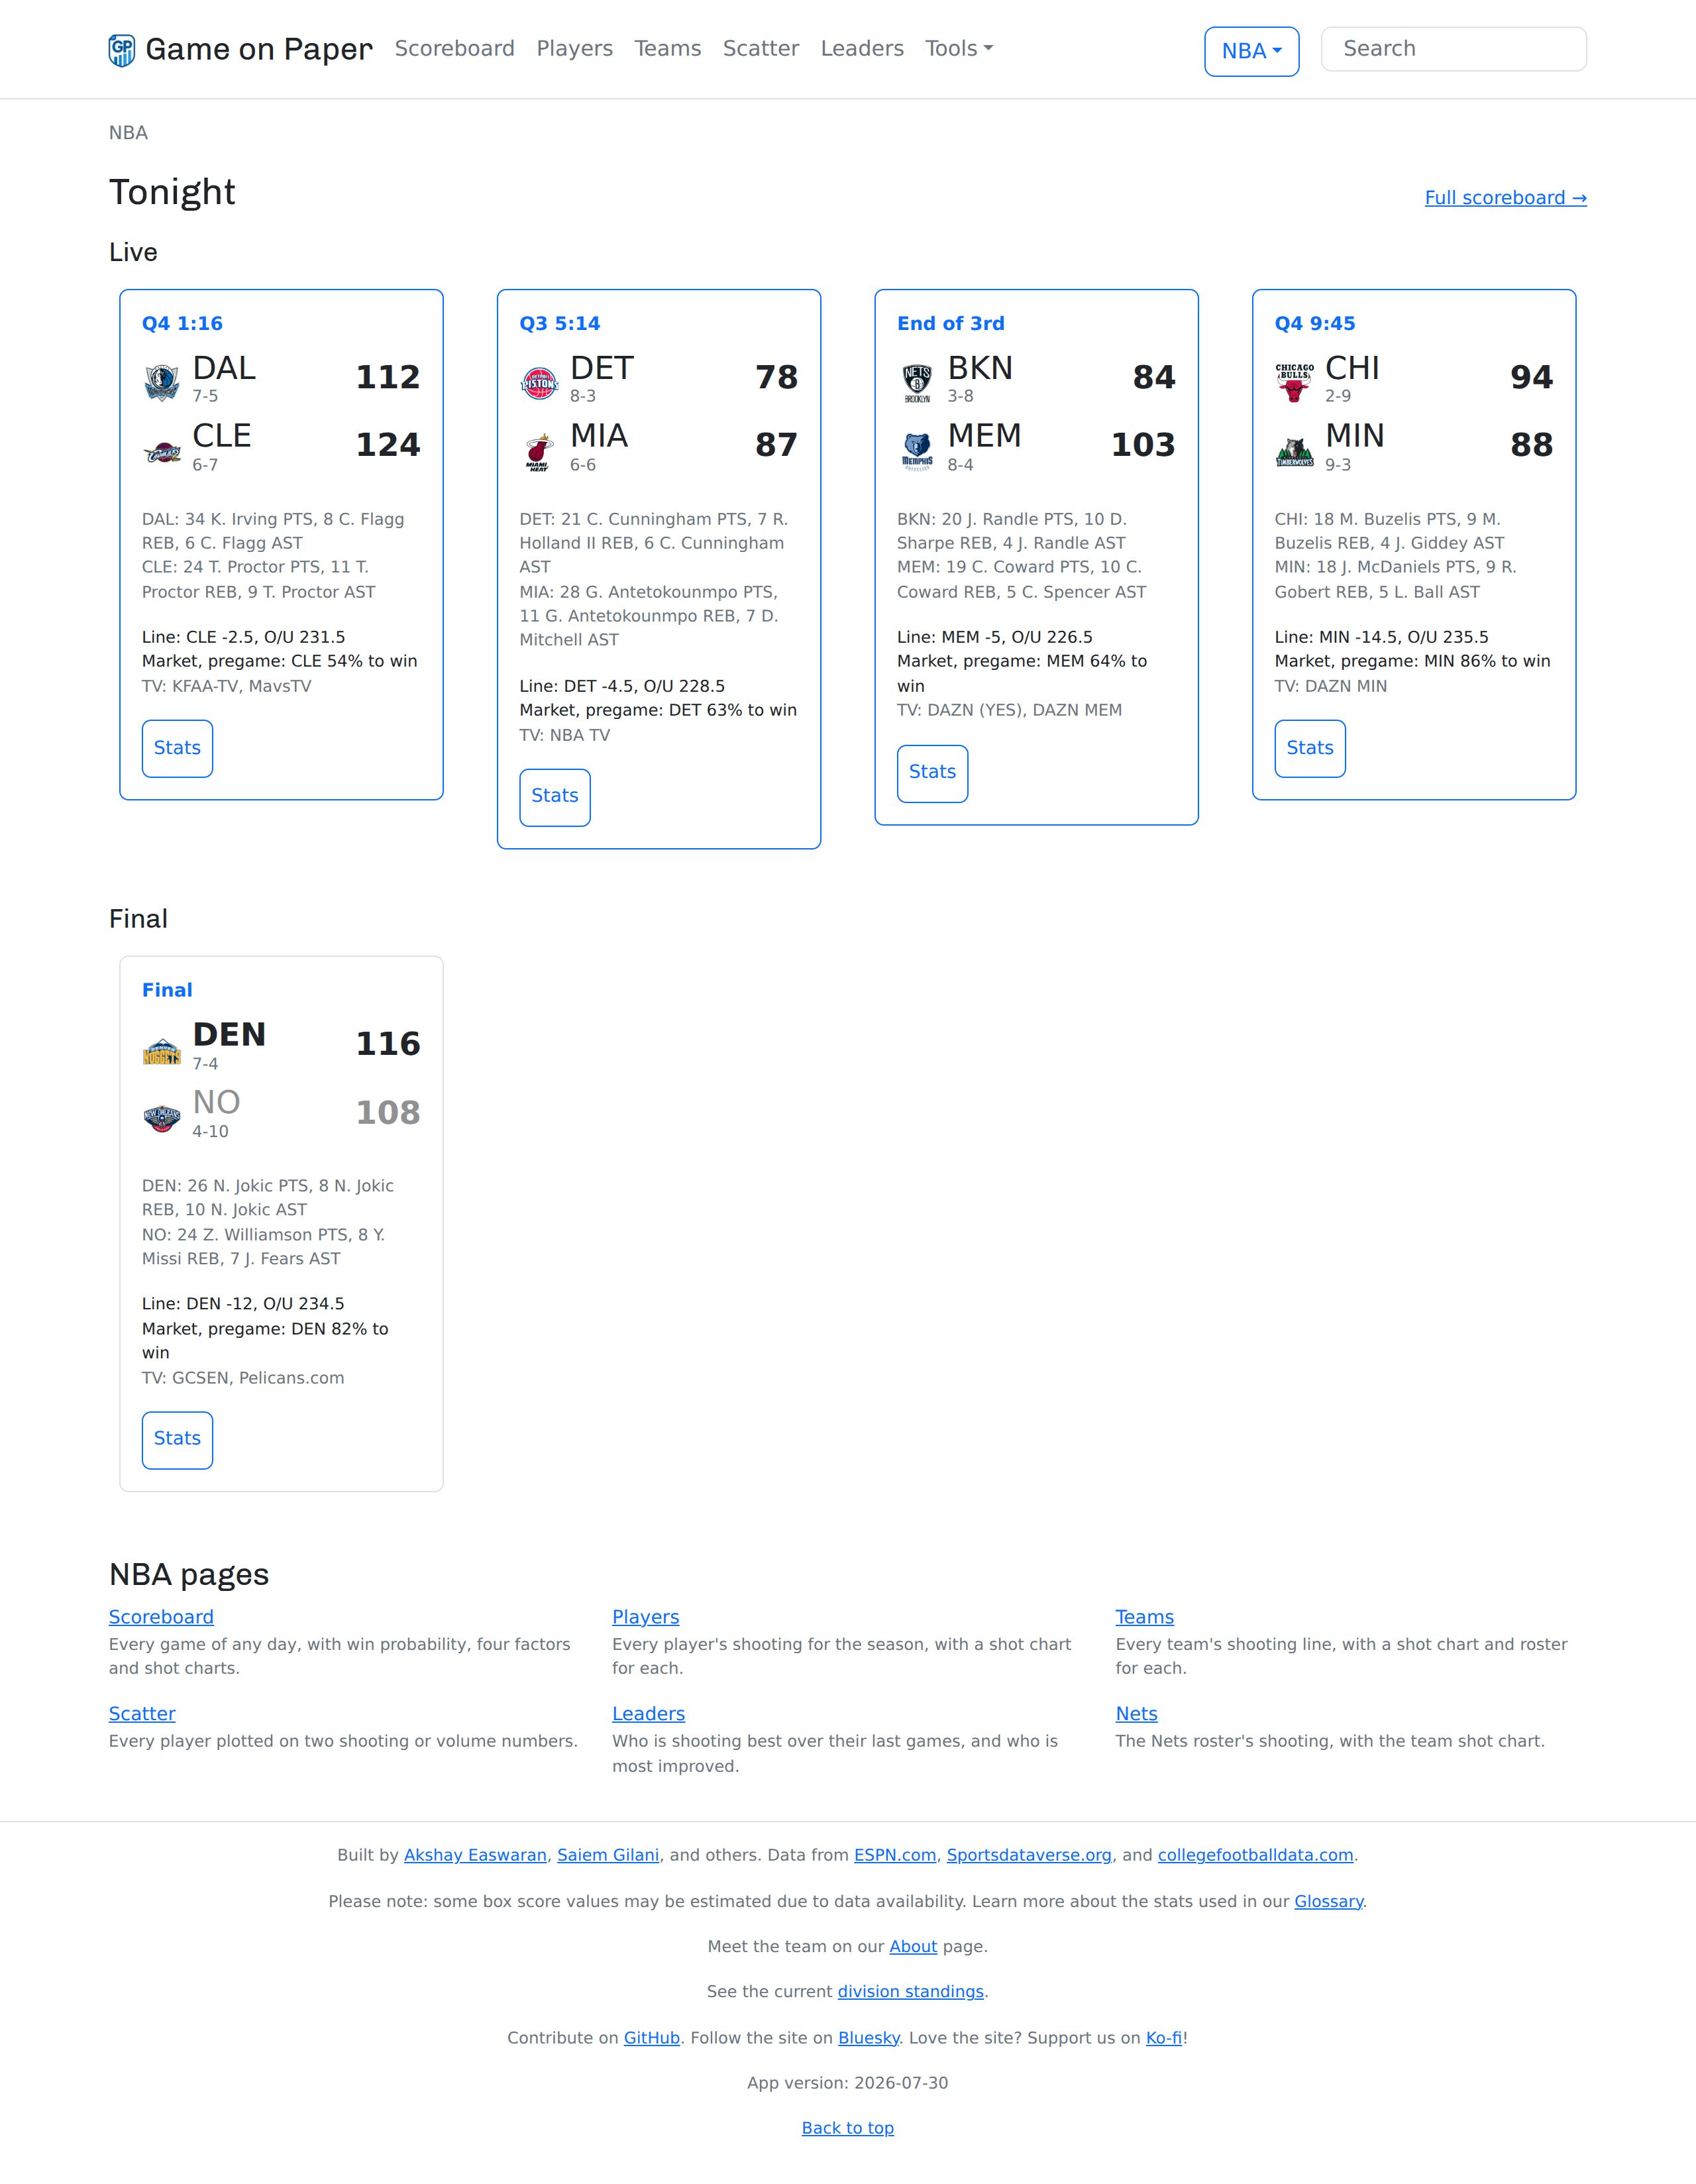 Game on Paper Scoreboard Players Teams Scatter Leaders Tools NBA Search
NBA
Tonight
Full scoreboard →
Live
Q4 1:16
DAL 112
7-5
CLE 124
6-7
DAL: 34 K. Irving PTS, 8 C. Flagg
REB, 6 C. Flagg AST
CLE: 24 T. Proctor PTS, 11 T.
Proctor REB, 9 T. Proctor AST
Line: CLE -2.5, O/U 231.5
Market, pregame: CLE 54% to win
TV: KFAA-TV, MavsTV
Stats
Q3 5:14
DET 78
8-3
MIA 87
6-6
DET: 21 C. Cunningham PTS, 7 R.
Holland II REB, 6 C. Cunningham
AST
MIA: 28 G. Antetokounmpo PTS,
11 G. Antetokounmpo REB, 7 D.
Mitchell AST
Line: DET -4.5, O/U 228.5
Market, pregame: DET 63% to win
TV: NBA TV
Stats
End of 3rd
BKN 84
3-8
MEM 103
8-4
BKN: 20 J. Randle PTS, 10 D.
Sharpe REB, 4 J. Randle AST
MEM: 19 C. Coward PTS, 10 C.
Coward REB, 5 C. Spencer AST
Line: MEM -5, O/U 226.5
Market, pregame: MEM 64% to
win
TV: DAZN (YES), DAZN MEM
Stats
Q4 9:45
CHI 94
2-9
MIN 88
9-3
CHI: 18 M. Buzelis PTS, 9 M.
Buzelis REB, 4 J. Giddey AST
MIN: 18 J. McDaniels PTS, 9 R.
Gobert REB, 5 L. Ball AST
Line: MIN -14.5, O/U 235.5
Market, pregame: MIN 86% to win
TV: DAZN MIN
Stats
Final
Final
DEN 116
7-4
NO 108
4-10
DEN: 26 N. Jokic PTS, 8 N. Jokic
REB, 10 N. Jokic AST
NO: 24 Z. Williamson PTS, 8 Y.
Missi REB, 7 J. Fears AST
Line: DEN -12, O/U 234.5
Market, pregame: DEN 82% to
win
TV: GCSEN, Pelicans.com
Stats
NBA pages
Scoreboard
Every game of any day, with win probability, four factors
and shot charts.
Players
Every player's shooting for the season, with a shot chart
for each.
Teams
Every team's shooting line, with a shot chart and roster
for each.
Scatter
Every player plotted on two shooting or volume numbers.
Leaders
Who is shooting best over their last games, and who is
most improved.
Nets
The Nets roster's shooting, with the team shot chart.
Built by Akshay Easwaran, Saiem Gilani, and others. Data from ESPN.com, Sportsdataverse.org, and collegefootballdata.com.
Please note: some box score values may be estimated due to data availability. Learn more about the stats used in our Glossary.
Meet the team on our About page.
See the current division standings.
Contribute on GitHub. Follow the site on Bluesky. Love the site? Support us on Ko-fi!
App version: 2026-07-30
Back to top